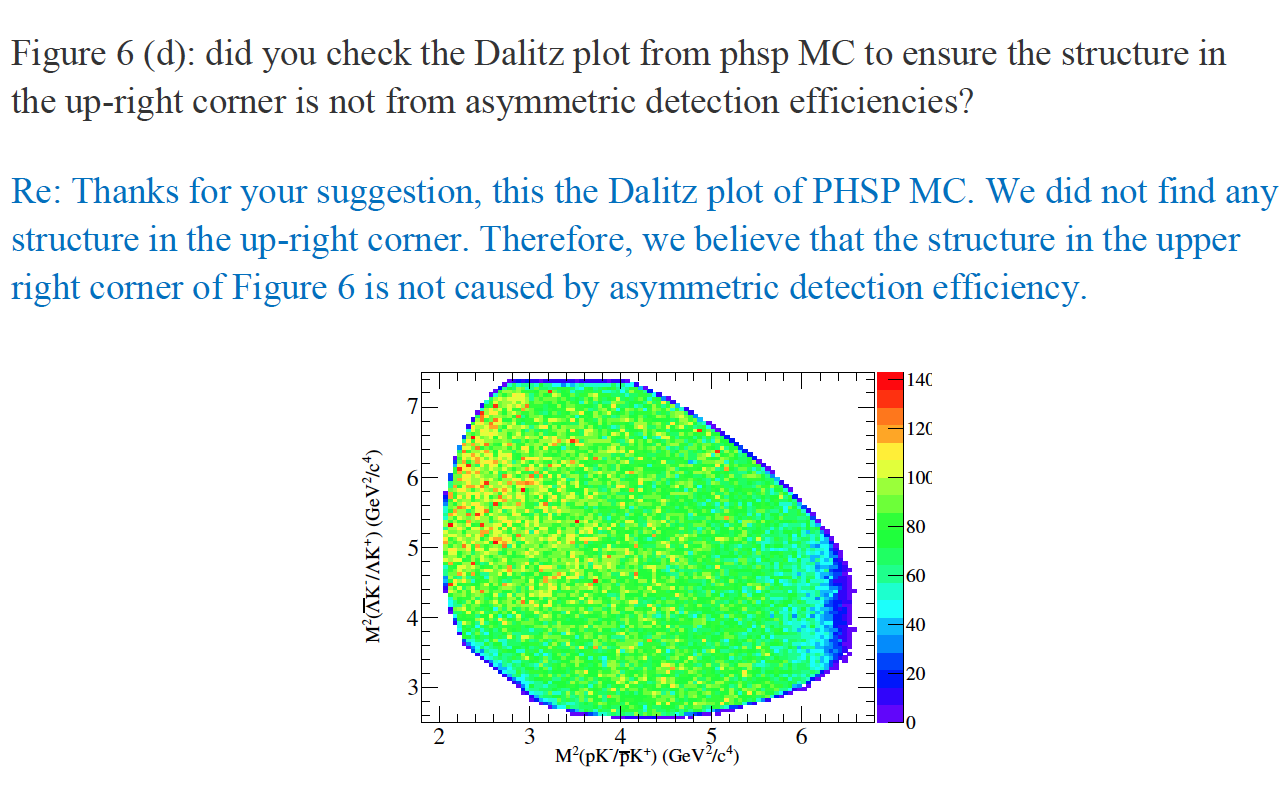 Figure 6 (d): did you check the Dalitz plot from phsp MC to ensure the structure in
the up-right corner is not from asymmetric detection efficiencies?
Re: Thanks for your suggestion, this the Dalitz plot of PHSP MC. We did not find any
structure in the up-right corner. Therefore, we believe that the structure in the upper
right corner of Figure 6 is not caused by asymmetric detection efficiency.
M²(Λ̅K⁻/ΛK⁺) (GeV²/c⁴)
7
6
5
4
3
2 3 4 5 6
M²(pK⁻/p̅K⁺) (GeV²/c⁴)
140
120
100
80
60
40
20
0